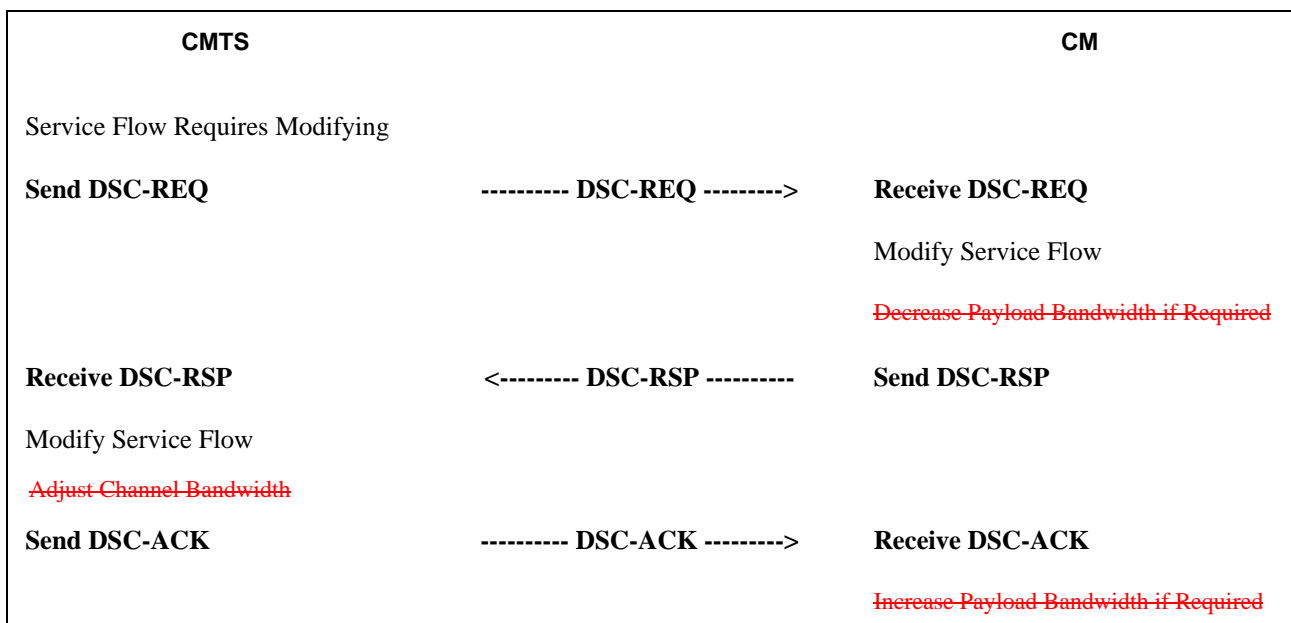 CMTS CM
Service Flow Requires Modifying
Send DSC-REQ ---------- DSC-REQ ---------> Receive DSC-REQ
Modify Service Flow
Decrease Payload Bandwidth if Required
Receive DSC-RSP <--------- DSC-RSP ---------- Send DSC-RSP
Modify Service Flow
Adjust Channel Bandwidth
Send DSC-ACK ---------- DSC-ACK ---------> Receive DSC-ACK
Increase Payload Bandwidth if Required